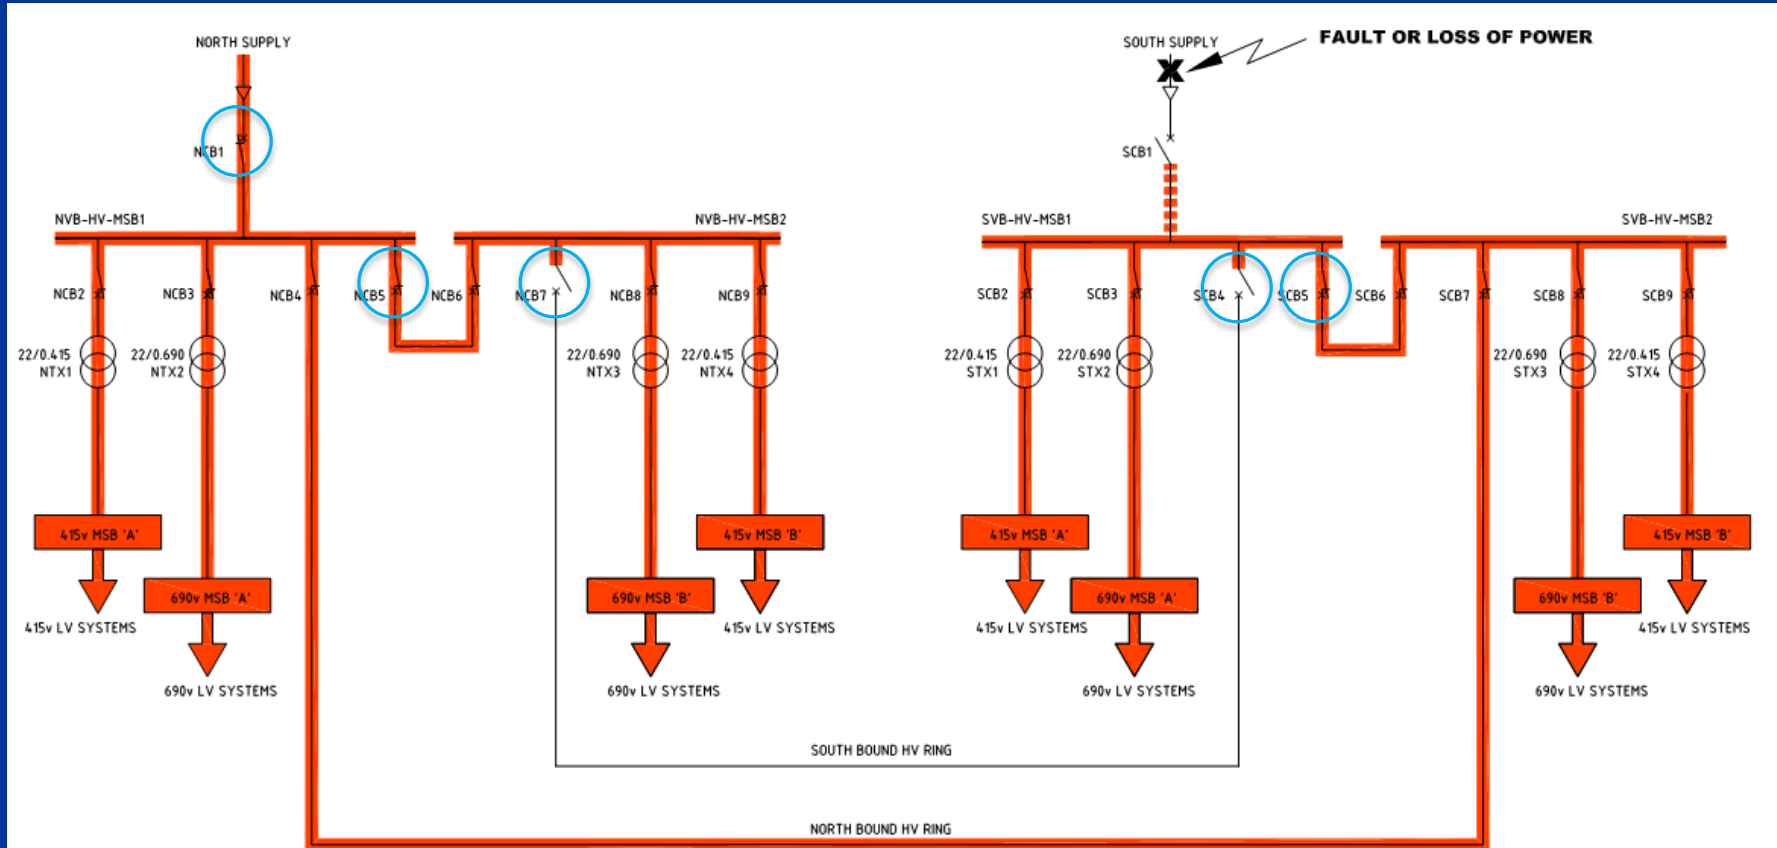 NORTH SUPPLY
SOUTH SUPPLY
FAULT OR LOSS OF POWER
NCB1
SCB1
NVB-HV-MSB1
NVB-HV-MSB2
SVB-HV-MSB1
SVB-HV-MSB2
NCB2
NCB3
NCB4
NCB5
NCB6
NCB7
NCB8
NCB9
SCB2
SCB3
SCB4
SCB5
SCB6
SCB7
SCB8
SCB9
22/0.415
NTX1
22/0.690
NTX2
22/0.690
NTX3
22/0.415
NTX4
22/0.415
STX1
22/0.690
STX2
22/0.690
STX3
22/0.415
STX4
415v MSB 'A'
690v MSB 'A'
690v MSB 'B'
415v MSB 'B'
415v MSB 'A'
690v MSB 'A'
690v MSB 'B'
415v MSB 'B'
415v LV SYSTEMS
690v LV SYSTEMS
690v LV SYSTEMS
415v LV SYSTEMS
415v LV SYSTEMS
690v LV SYSTEMS
690v LV SYSTEMS
415v LV SYSTEMS
SOUTH BOUND HV RING
NORTH BOUND HV RING